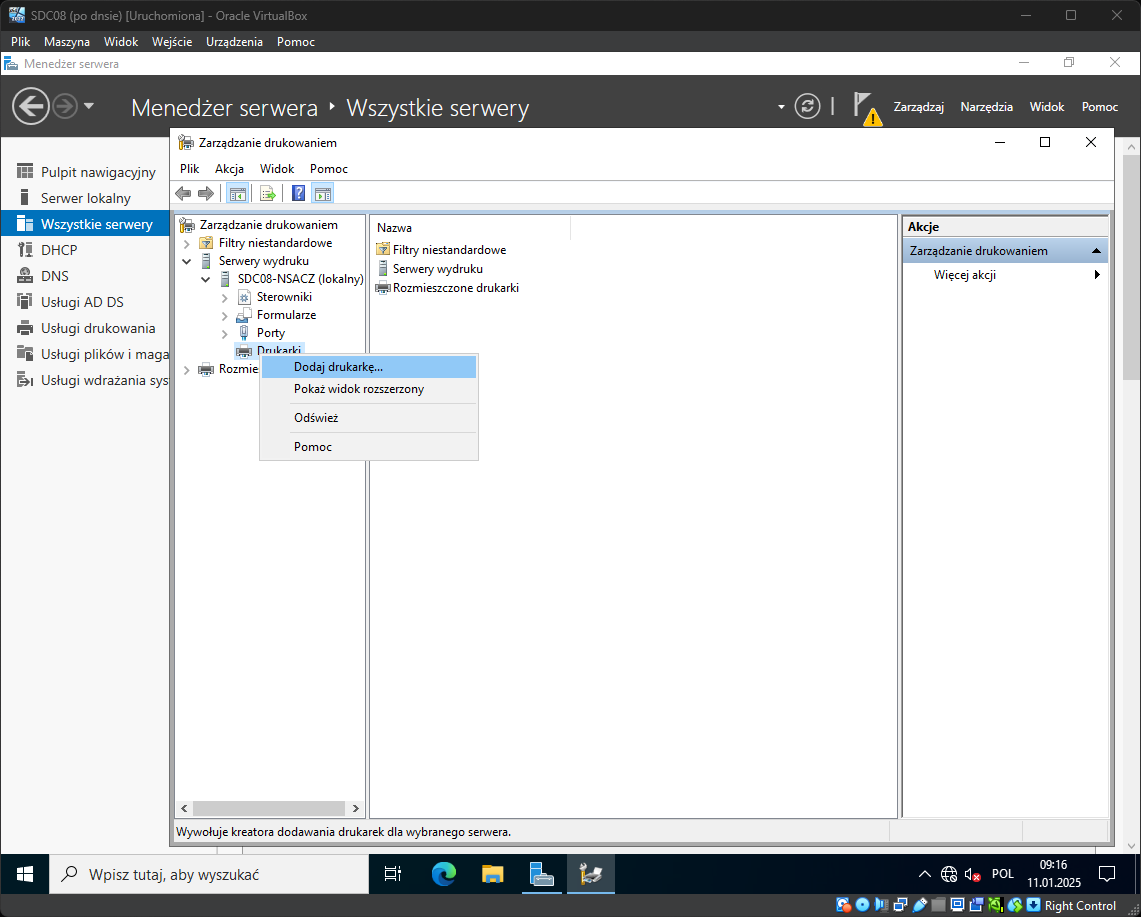 SDC08 (po dnsie) [Uruchomiona] - Oracle VirtualBox
Plik Maszyna Widok Wejście Urządzenia Pomoc
Menedżer serwera
Menedżer serwera Wszystkie serwery
Zarządzaj Narzędzia Widok Pomoc
Pulpit nawigacyjny
Serwer lokalny
Wszystkie serwery
DHCP
DNS
Usługi AD DS
Usługi drukowania
Usługi plików i maga
Usługi wdrażania sys
Zarządzanie drukowaniem
Plik Akcja Widok Pomoc
Zarządzanie drukowaniem
Filtry niestandardowe
Serwery wydruku
SDC08-NSACZ (lokalny)
Sterowniki
Formularze
Porty
Drukarki
Rozmie
Dodaj drukarkę...
Pokaż widok rozszerzony
Odśwież
Pomoc
Nazwa
Filtry niestandardowe
Serwery wydruku
Rozmieszczone drukarki
Akcje
Zarządzanie drukowaniem
Więcej akcji
Wywołuje kreatora dodawania drukarek dla wybranego serwera.
Wpisz tutaj, aby wyszukać
POL
09:16
11.01.2025
Right Control